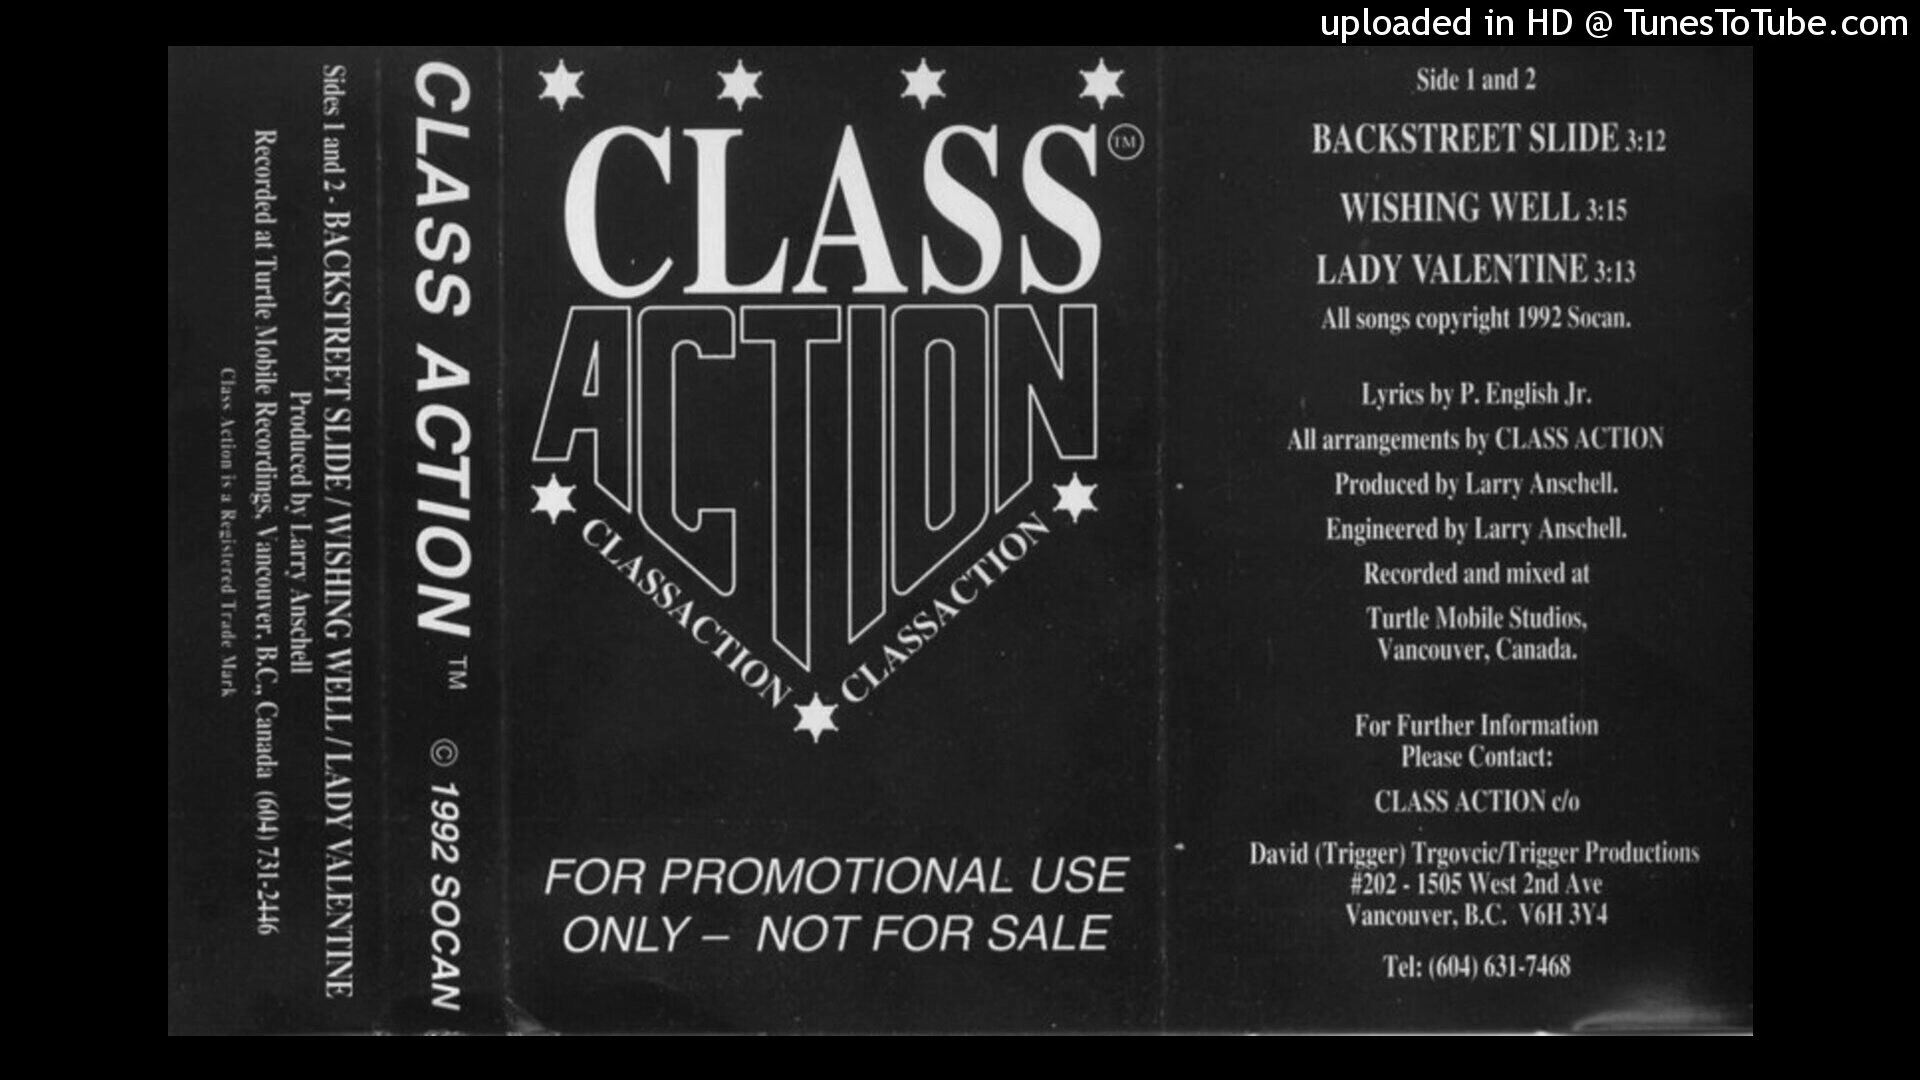 uploaded in HD @ TunesToTube.com
Sides 1 and 2 - BACKSTREET SLIDE / WISHING WELL / LADY VALENTINE
Produced by Larry Anschell
Recorded at Turtle Mobile Recordings, Vancouver, B.C., Canada (604) 731-2446
Class Action is a Registered Trade Mark
CLASS ACTION ™ © 1992 SOCAN
CLASS ™
ACTION
CLASSACTION CLASSACTION
FOR PROMOTIONAL USE
ONLY – NOT FOR SALE
Side 1 and 2
BACKSTREET SLIDE 3:12
WISHING WELL 3:15
LADY VALENTINE 3:13
All songs copyright 1992 Socan.
Lyrics by P. English Jr.
All arrangements by CLASS ACTION
Produced by Larry Anschell.
Engineered by Larry Anschell.
Recorded and mixed at
Turtle Mobile Studios,
Vancouver, Canada.
For Further Information
Please Contact:
CLASS ACTION c/o
David (Trigger) Trgovcic/Trigger Productions
#202 - 1505 West 2nd Ave
Vancouver, B.C. V6H 3Y4
Tel: (604) 631-7468